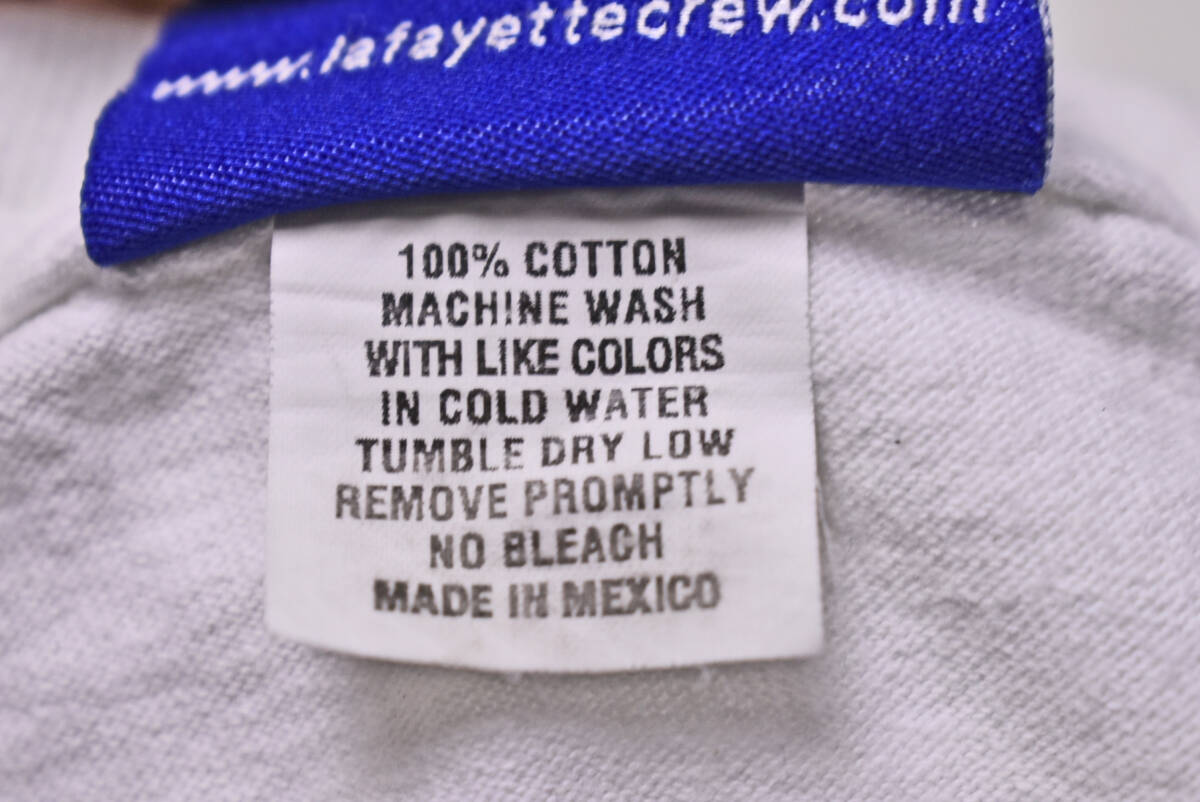 www.lafayettecrew.com
100% COTTON
MACHINE WASH
WITH LIKE COLORS
IN COLD WATER
TUMBLE DRY LOW
REMOVE PROMPTLY
NO BLEACH
MADE IN MEXICO